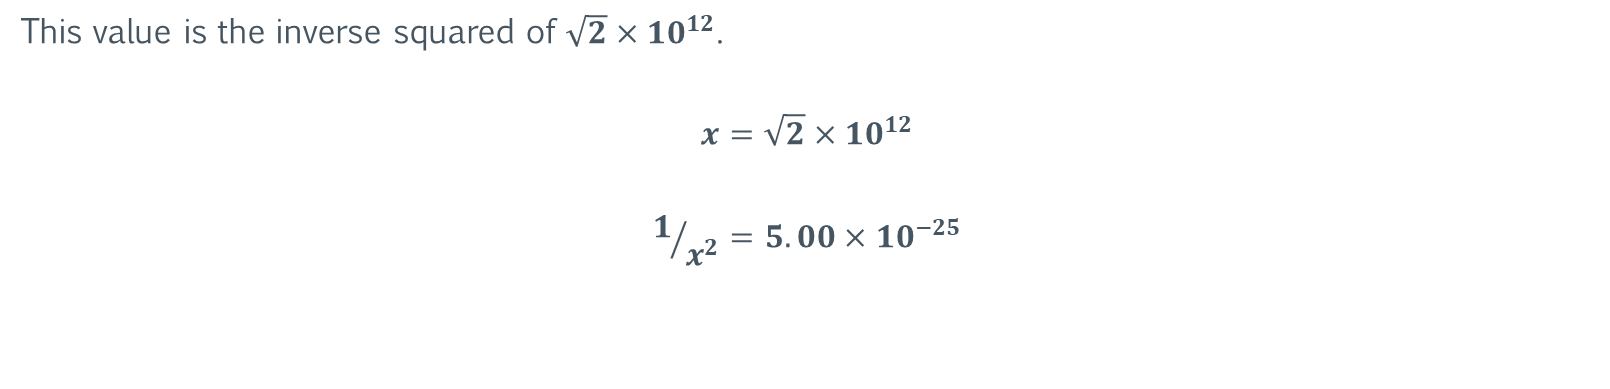 This value is the inverse squared of √2 × 10¹².
x = √2 × 10¹²
1/x² = 5.00 × 10⁻²⁵